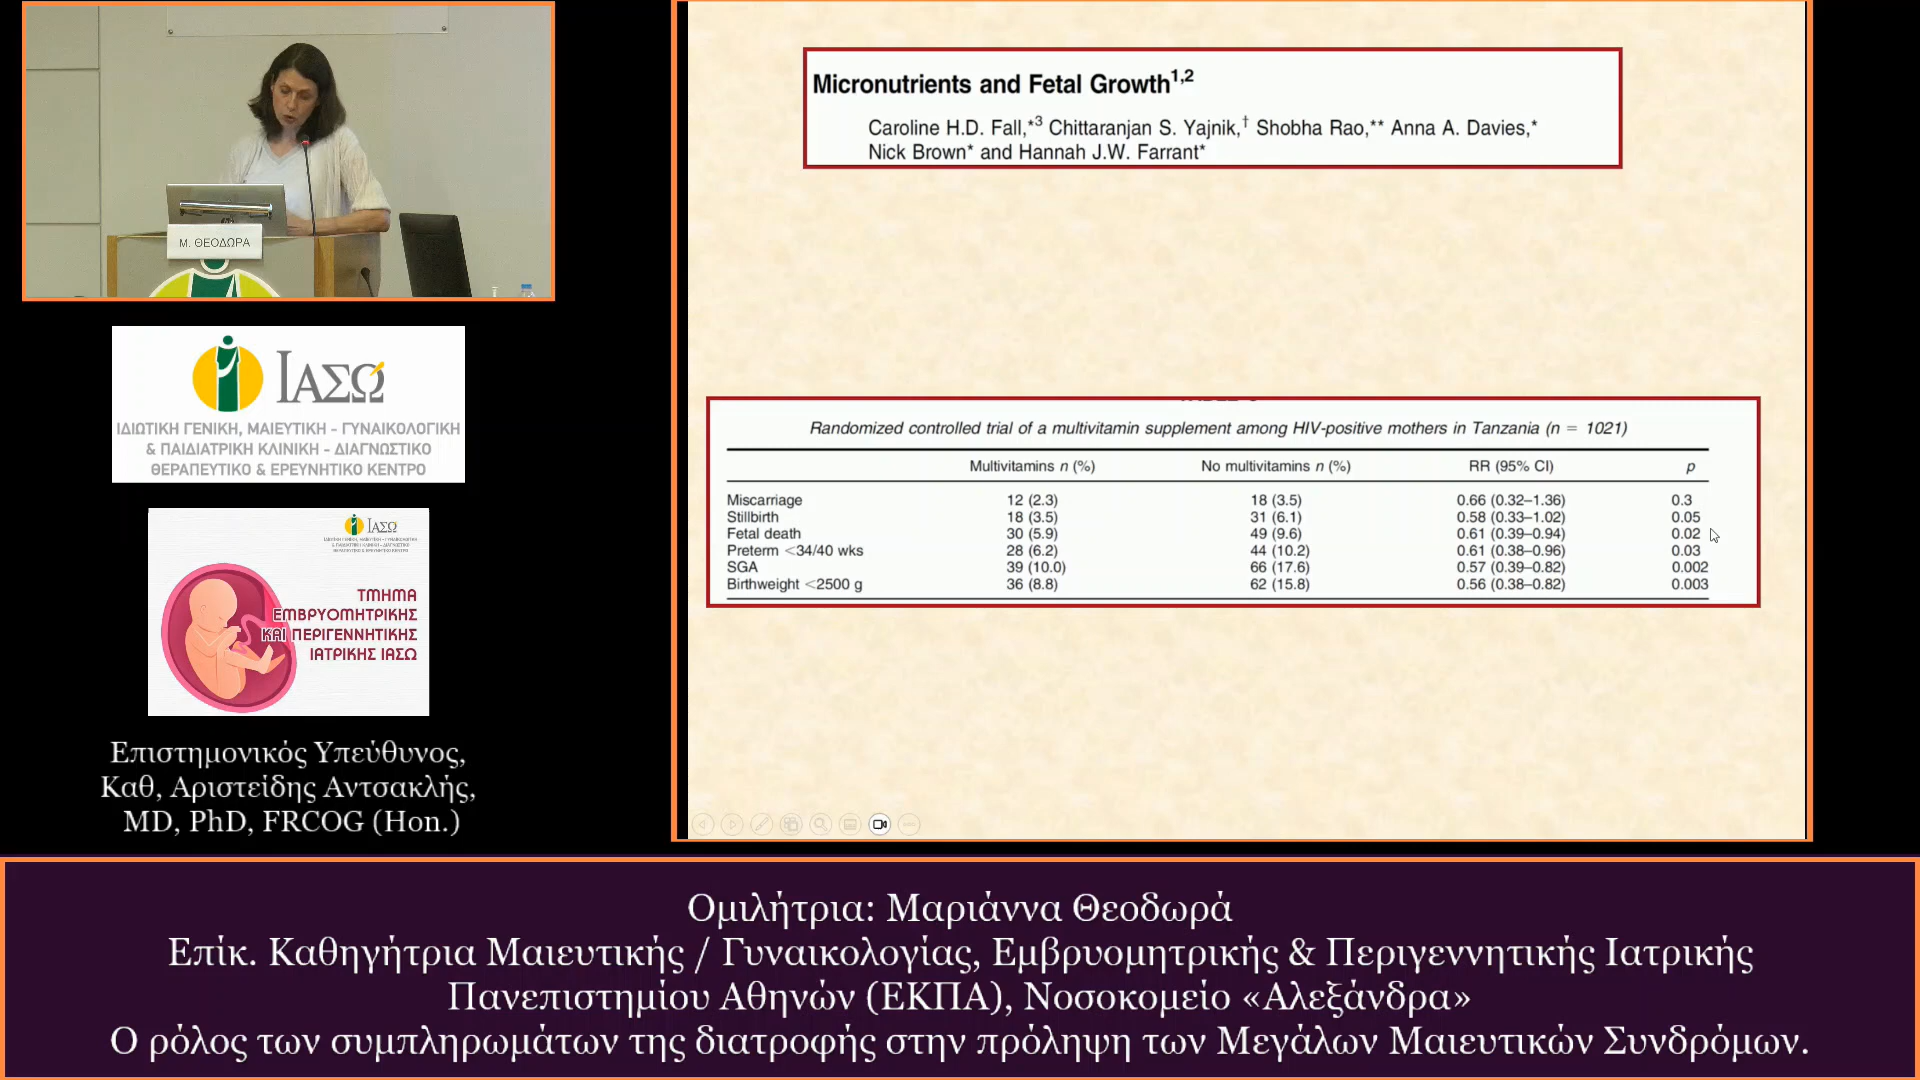 Μ. ΘΕΟΔΩΡΑ
ΙΑΣΩ
ΙΔΙΩΤΙΚΗ ΓΕΝΙΚΗ, ΜΑΙΕΥΤΙΚΗ - ΓΥΝΑΙΚΟΛΟΓΙΚΗ
& ΠΑΙΔΙΑΤΡΙΚΗ ΚΛΙΝΙΚΗ - ΔΙΑΓΝΩΣΤΙΚΟ
ΘΕΡΑΠΕΥΤΙΚΟ & ΕΡΕΥΝΗΤΙΚΟ ΚΕΝΤΡΟ
ΙΑΣΩ
ΤΜΗΜΑ
ΕΜΒΡΥΟΜΗΤΡΙΚΗΣ
ΚΑΙ ΠΕΡΙΓΕΝΝΗΤΙΚΗΣ
ΙΑΤΡΙΚΗΣ ΙΑΣΩ
Επιστημονικός Υπεύθυνος,
Καθ, Αριστείδης Αντσακλής,
MD, PhD, FRCOG (Hon.)
Micronutrients and Fetal Growth1,2
Caroline H.D. Fall,*3 Chittaranjan S. Yajnik,† Shobha Rao,** Anna A. Davies,*
Nick Brown* and Hannah J.W. Farrant*
Randomized controlled trial of a multivitamin supplement among HIV-positive mothers in Tanzania (n = 1021)
Multivitamins n (%) No multivitamins n (%) RR (95% CI) p
Miscarriage 12 (2.3) 18 (3.5) 0.66 (0.32–1.36) 0.3
Stillbirth 18 (3.5) 31 (6.1) 0.58 (0.33–1.02) 0.05
Fetal death 30 (5.9) 49 (9.6) 0.61 (0.39–0.94) 0.02
Preterm <34/40 wks 28 (6.2) 44 (10.2) 0.61 (0.38–0.96) 0.03
SGA 39 (10.0) 66 (17.6) 0.57 (0.39–0.82) 0.002
Birthweight <2500 g 36 (8.8) 62 (15.8) 0.56 (0.38–0.82) 0.003
Ομιλήτρια: Μαριάννα Θεοδωρά
Επίκ. Καθηγήτρια Μαιευτικής / Γυναικολογίας, Εμβρυομητρικής & Περιγεννητικής Ιατρικής
Πανεπιστημίου Αθηνών (ΕΚΠΑ), Νοσοκομείο «Αλεξάνδρα»
Ο ρόλος των συμπληρωμάτων της διατροφής στην πρόληψη των Μεγάλων Μαιευτικών Συνδρόμων.